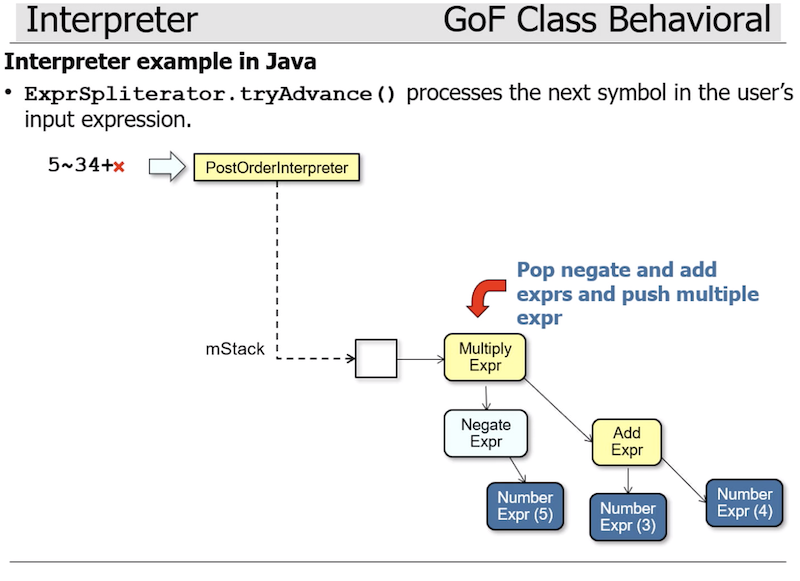 Interpreter
GoF Class Behavioral
Interpreter example in Java
• ExprSpliterator.tryAdvance() processes the next symbol in the user's
input expression.
5~34+×
PostOrderInterpreter
Pop negate and add
exprs and push multiple
expr
mStack
Multiply
Expr
Negate
Expr
Add
Expr
Number
Expr (5)
Number
Expr (3)
Number
Expr (4)